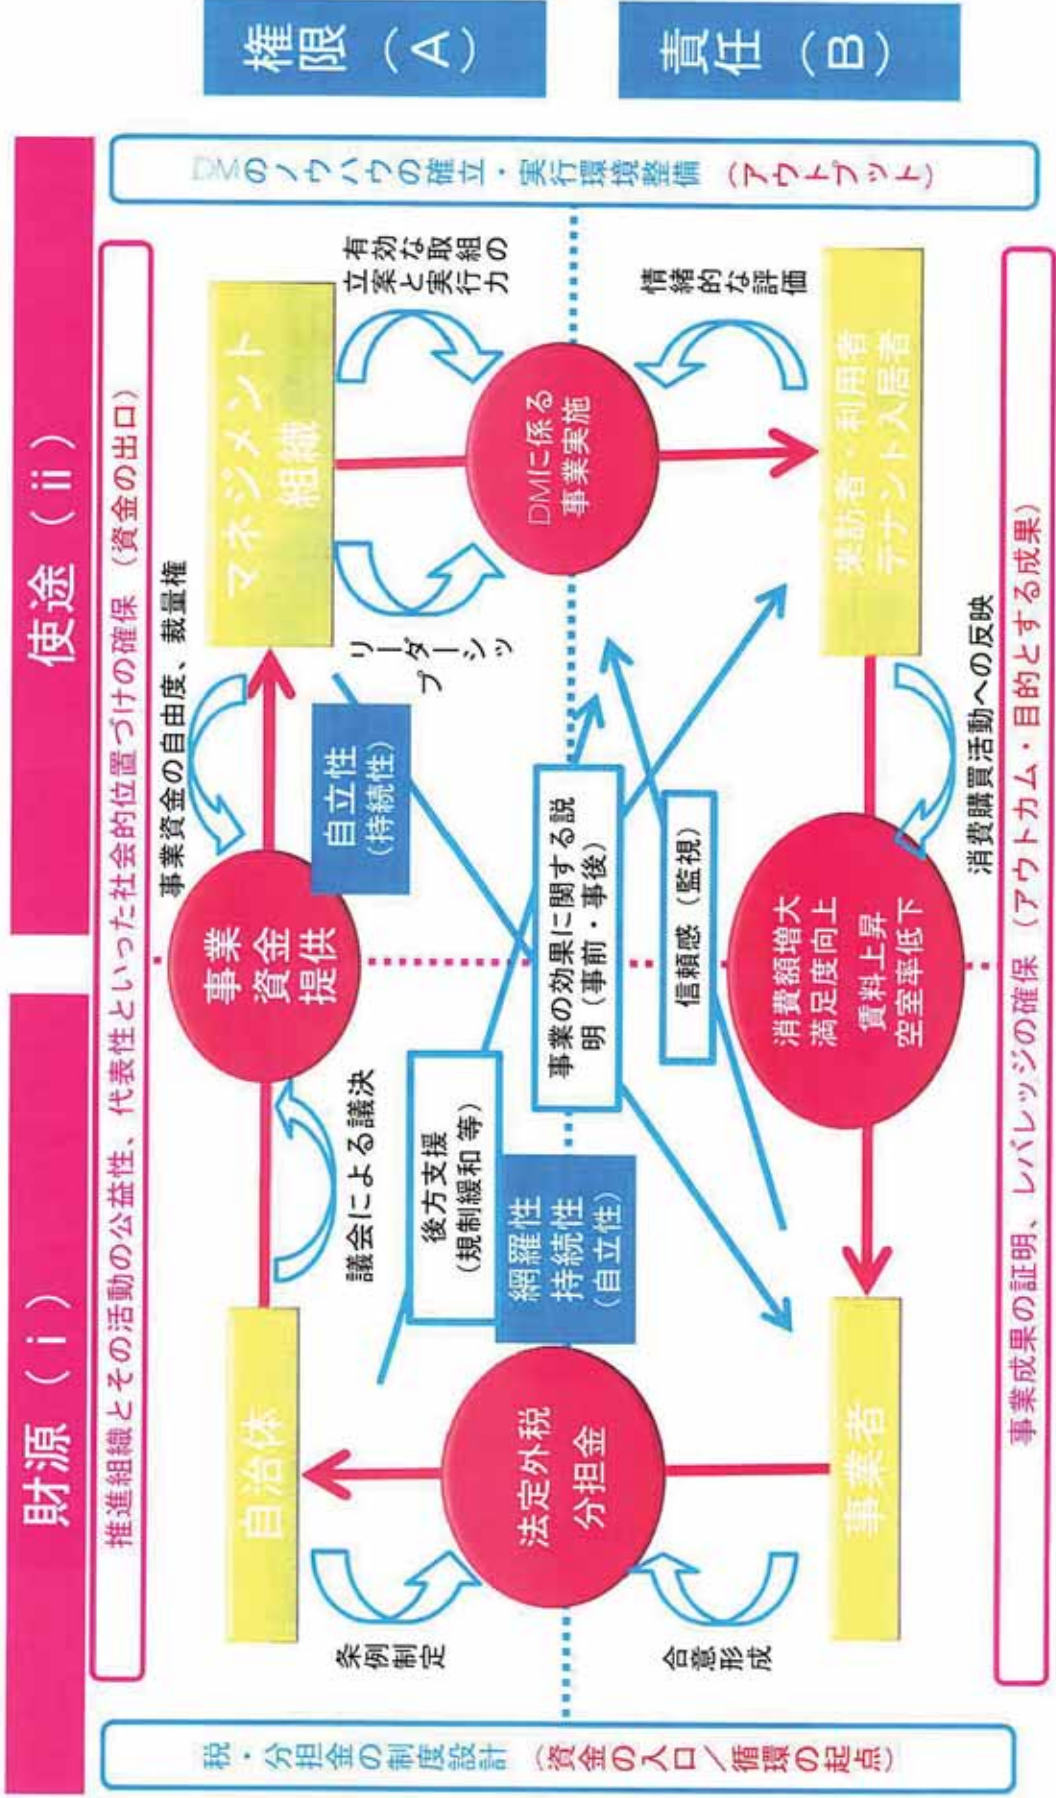 財源（ⅰ）
使途（ⅱ）
推進組織とその活動の公益性、代表性といった社会的位置づけの確保（資金の出口）
権限（A）
責任（B）
税・分担金の制度設計（資金の入口／循環の起点）
DMのノウハウの確立・実行環境整備（アウトプット）
自治体
議会による議決
事業
資金
提供
事業資金の自由度、裁量権
マネジメント
組織
条例制定
後方支援
（規制緩和等）
自立性
（持続性）
リーダーシップ
有効な取組の
立案と実行力
法定外税
分担金
網羅性
持続性
（自立性）
事業の効果に関する説
明（事前・事後）
DMに係る
事業実施
合意形成
信頼感（監視）
情緒的な評価
事業者
消費額増大
満足度向上
賃料上昇
空室率低下
来訪者・利用者
テナント入居者
消費購買活動への反映
事業成果の証明、レバレッジの確保（アウトカム・目的とする成果）